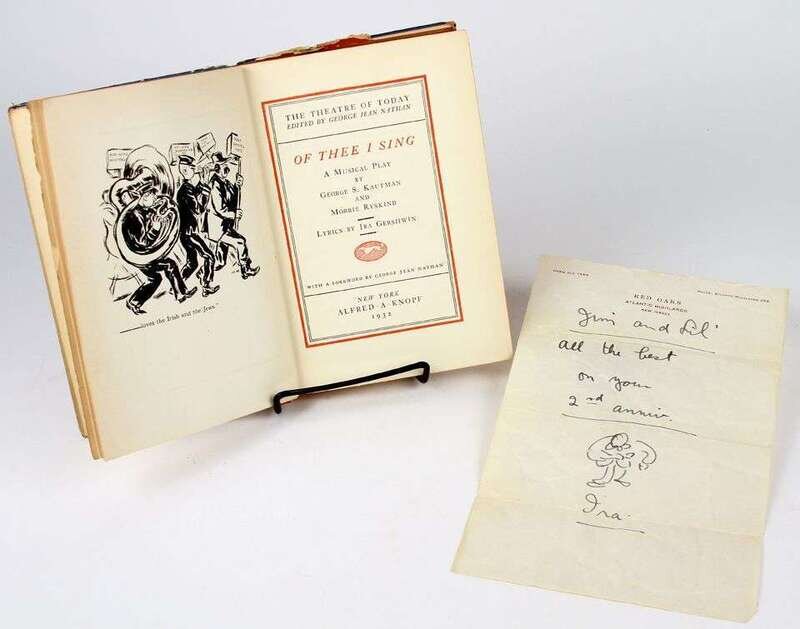 loves the Irish and the Jews."
THE THEATRE OF TODAY
EDITED BY GEORGE JEAN NATHAN
OF THEE I SING
A MUSICAL PLAY
BY
GEORGE S. KAUFMAN
AND
MORRIE RYSKIND
LYRICS BY IRA GERSHWIN
WITH A FOREWORD BY GEORGE JEAN NATHAN
NEW YORK
ALFRED A KNOPF
1932
RED OAKS
ATLANTIC HIGHLANDS
NEW JERSEY
Jim and Lil'
all the best
on your
2nd anniv.
Ira